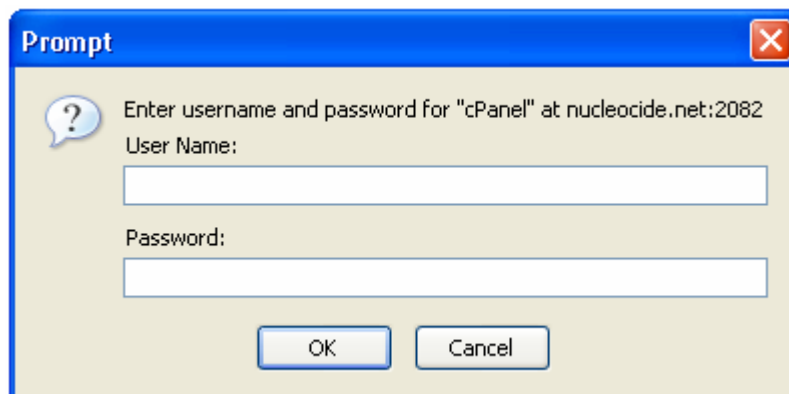 Prompt
Enter username and password for "cPanel" at nucleocide.net:2082
User Name:
Password:
OK
Cancel